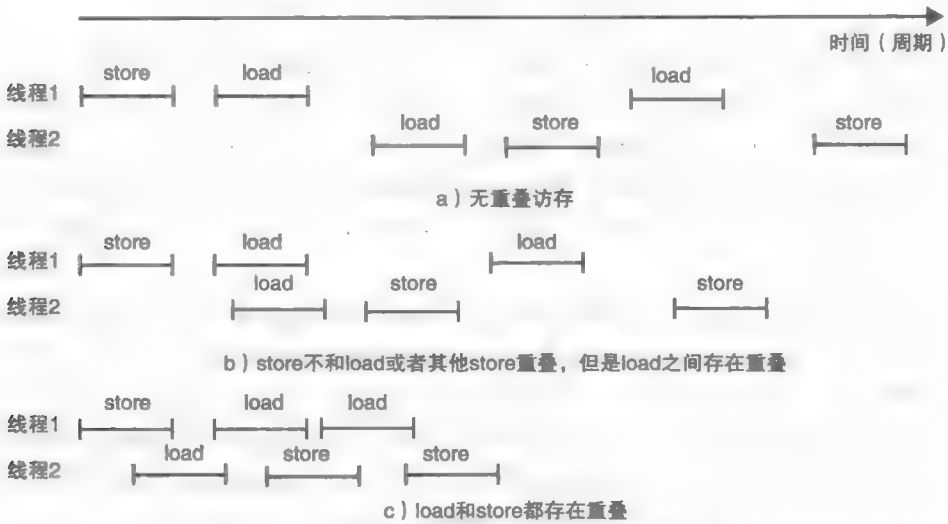 时间（周期）
store load load
线程1
线程2
load store store
a）无重叠访存
store load load
线程1
load store store
线程2
b）store不和load或者其他store重叠，但是load之间存在重叠
store load load
线程1
load store store
线程2
c）load和store都存在重叠